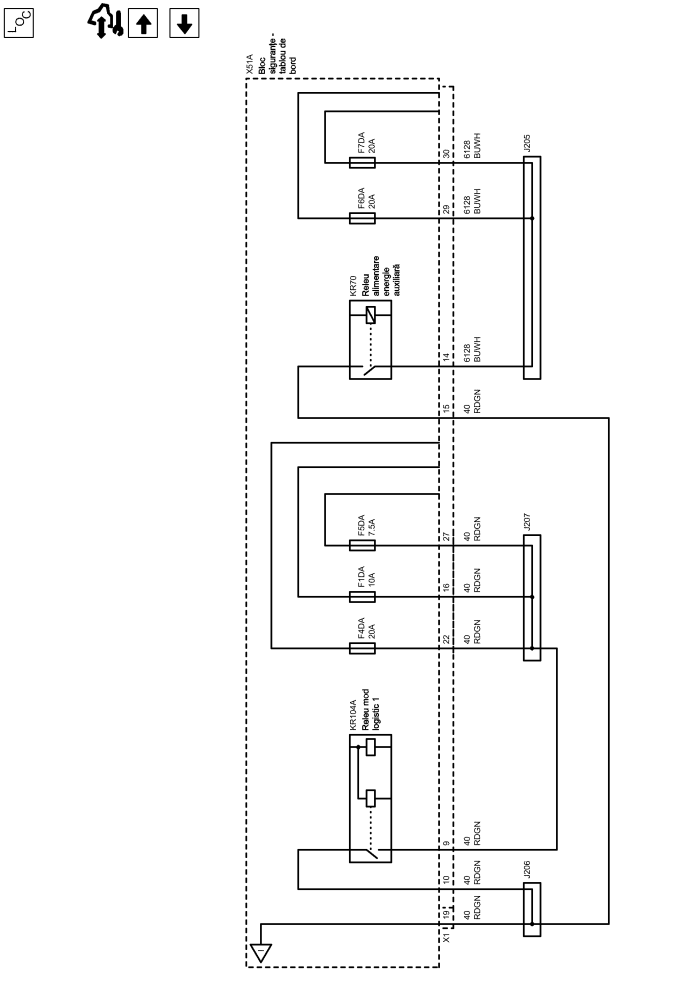 LOC
X51A
Bloc
siguranțe -
tablou de
bord
F7DA
20A
30
6128
BUWH
J205
F6DA
20A
29
6128
BUWH
KR70
Releu
alimentare
energie
auxiliară
14
6128
BUWH
15
40
RDGN
F5DA
7.5A
27
40
RDGN
J207
F1DA
10A
16
40
RDGN
F4DA
20A
22
40
RDGN
KR104A
Releu mod
logistic 1
9
40
RDGN
10
40
RDGN
J206
19
40
RDGN
X1
I